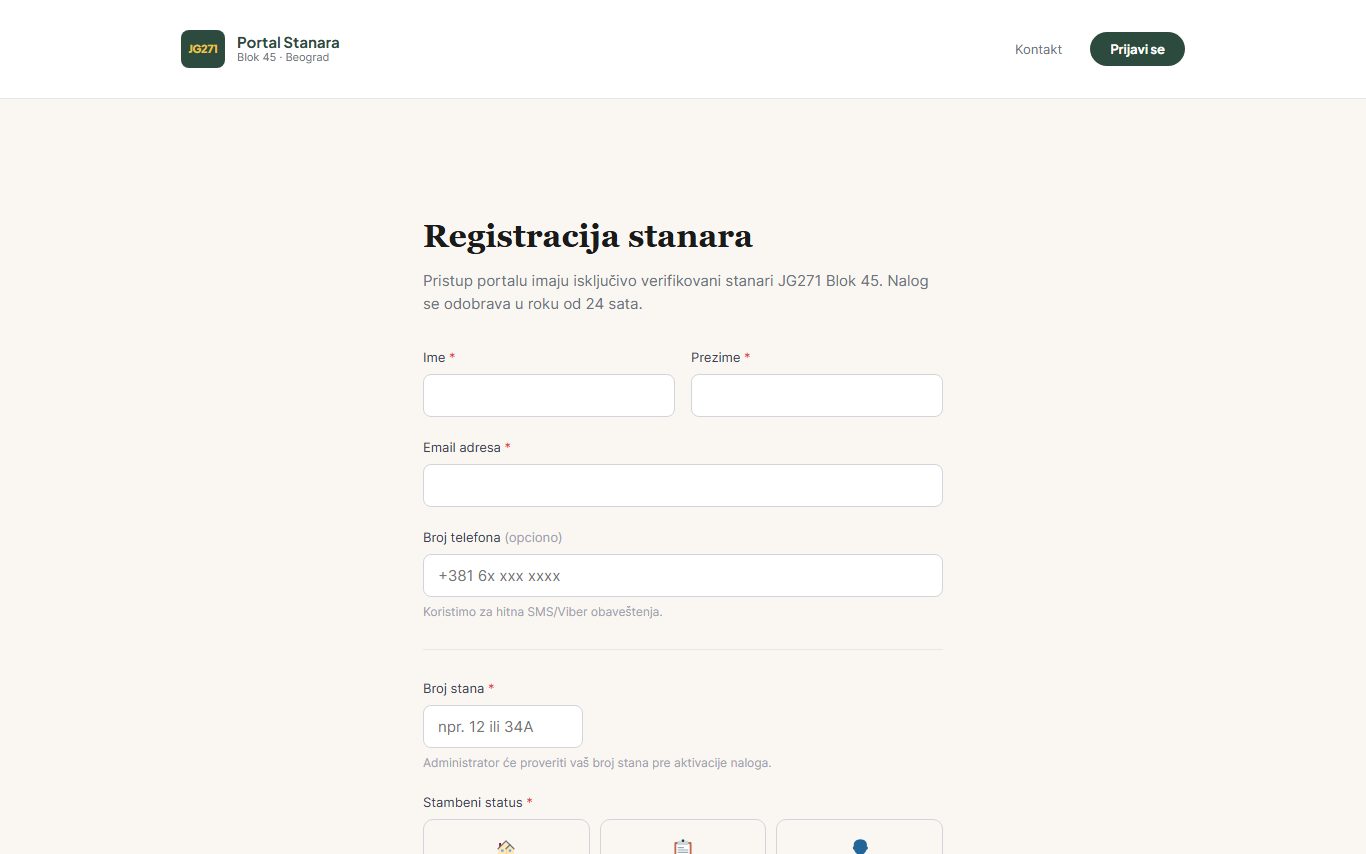 JG271
Portal Stanara
Blok 45 · Beograd
Kontakt
Prijavi se
Registracija stanara
Pristup portalu imaju isključivo verifikovani stanari JG271 Blok 45. Nalog
se odobrava u roku od 24 sata.
Ime *
Prezime *
Email adresa *
Broj telefona (opciono)
+381 6x xxx xxxx
Koristimo za hitna SMS/Viber obaveštenja.
Broj stana *
npr. 12 ili 34A
Administrator će proveriti vaš broj stana pre aktivacije naloga.
Stambeni status *